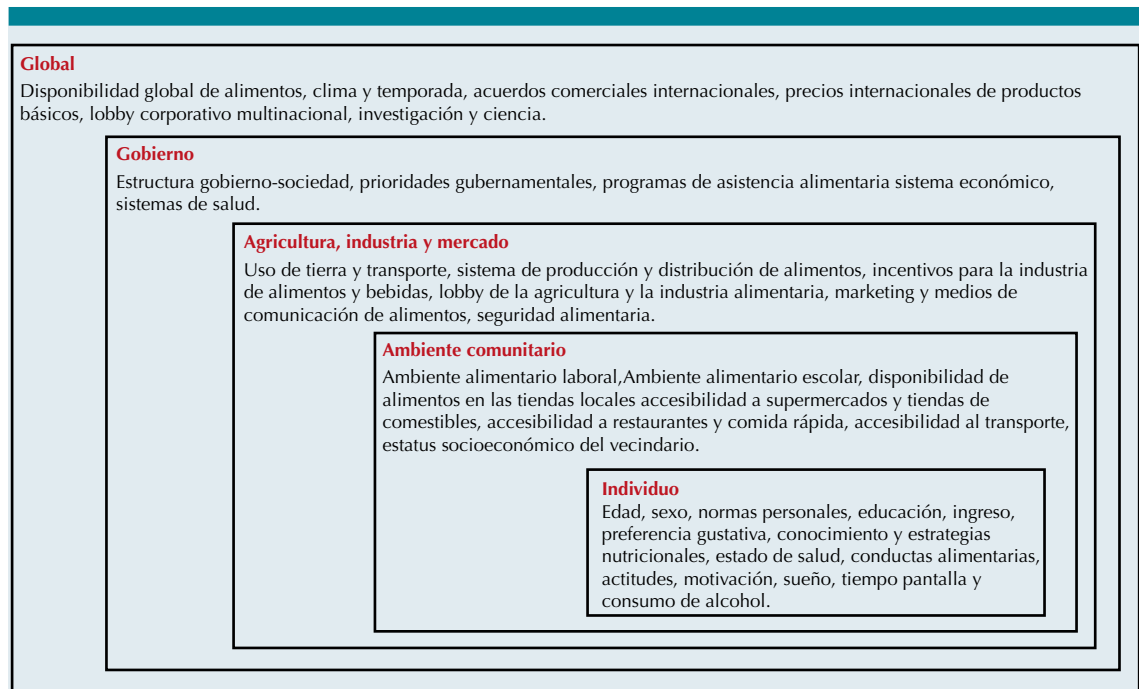 Global
Disponibilidad global de alimentos, clima y temporada, acuerdos comerciales internacionales, precios internacionales de productos
básicos, lobby corporativo multinacional, investigación y ciencia.
Gobierno
Estructura gobierno-sociedad, prioridades gubernamentales, programas de asistencia alimentaria sistema económico,
sistemas de salud.
Agricultura, industria y mercado
Uso de tierra y transporte, sistema de producción y distribución de alimentos, incentivos para la industria
de alimentos y bebidas, lobby de la agricultura y la industria alimentaria, marketing y medios de
comunicación de alimentos, seguridad alimentaria.
Ambiente comunitario
Ambiente alimentario laboral,Ambiente alimentario escolar, disponibilidad de
alimentos en las tiendas locales accesibilidad a supermercados y tiendas de
comestibles, accesibilidad a restaurantes y comida rápida, accesibilidad al transporte,
estatus socioeconómico del vecindario.
Individuo
Edad, sexo, normas personales, educación, ingreso,
preferencia gustativa, conocimiento y estrategias
nutricionales, estado de salud, conductas alimentarias,
actitudes, motivación, sueño, tiempo pantalla y
consumo de alcohol.